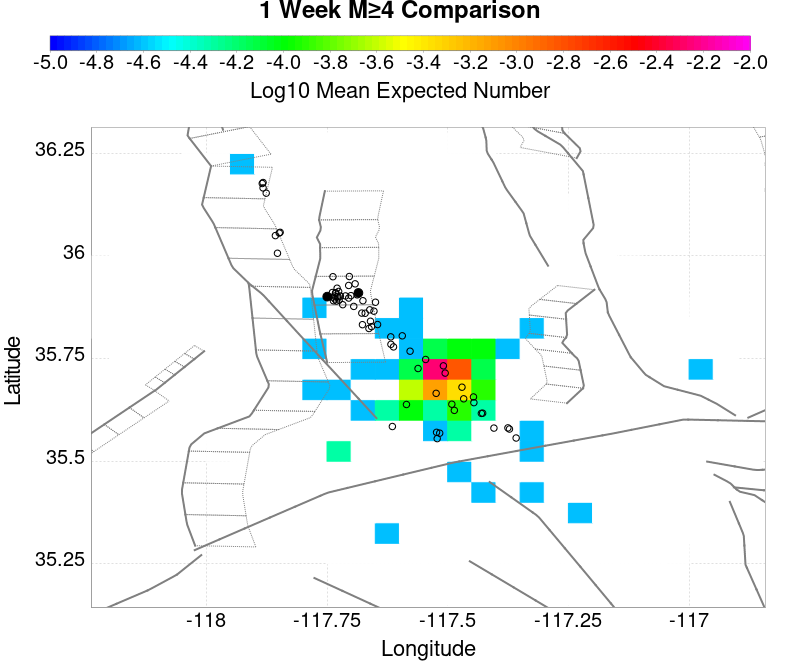 1 Week M≥4 Comparison
-5.0 -4.8 -4.6 -4.4 -4.2 -4.0 -3.8 -3.6 -3.4 -3.2 -3.0 -2.8 -2.6 -2.4 -2.2 -2.0
Log10 Mean Expected Number
36.25
36
35.75
35.5
35.25
Latitude
-118 -117.75 -117.5 -117.25 -117
Longitude